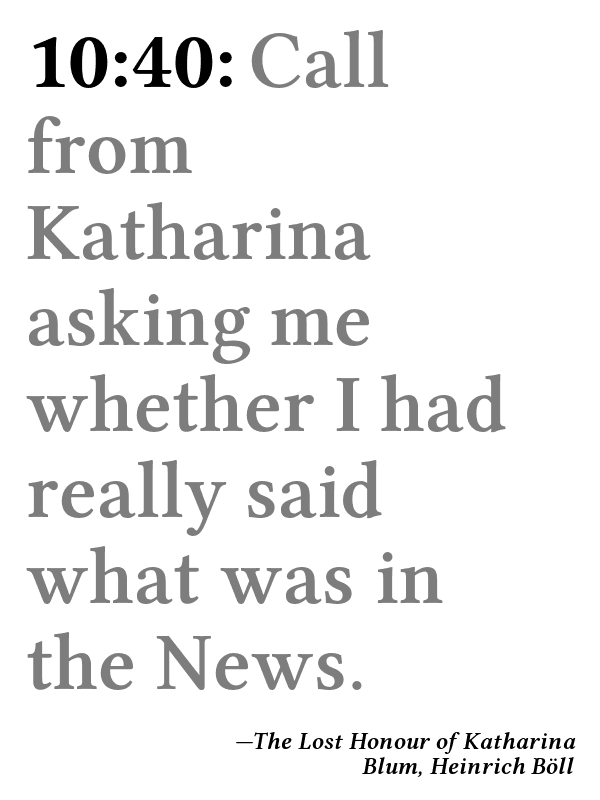 10:40: Call
from
Katharina
asking me
whether I had
really said
what was in
the News.
—The Lost Honour of Katharina
Blum, Heinrich Böll